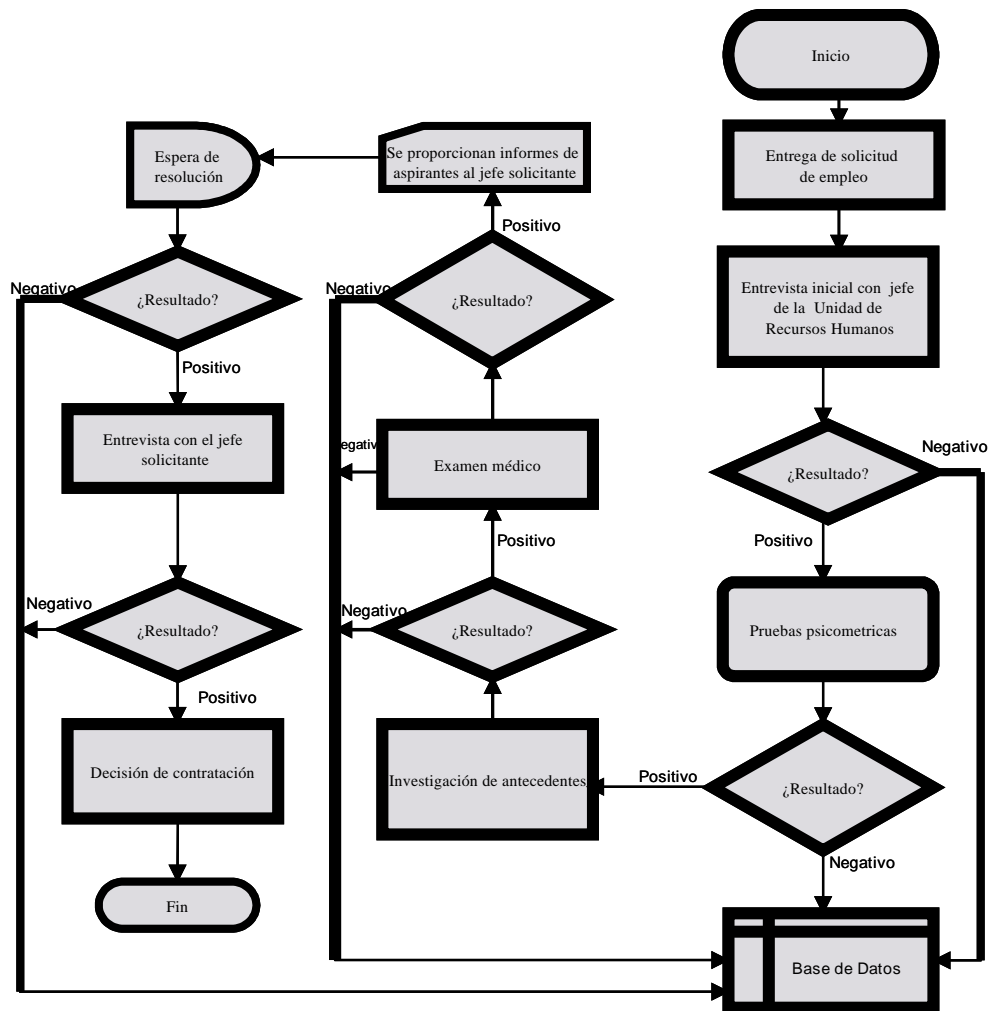 Inicio
Entrega de solicitud
de empleo
Entrevista inicial con jefe
de la Unidad de
Recursos Humanos
¿Resultado?
Negativo
Positivo
Pruebas psicometricas
¿Resultado?
Positivo
Negativo
Base de Datos
Investigación de antecedentes
¿Resultado?
Negativo
Positivo
Examen médico
egativ
¿Resultado?
Negativo
Positivo
Se proporcionan informes de
aspirantes al jefe solicitante
Espera de
resolución
¿Resultado?
Negativo
Positivo
Entrevista con el jefe
solicitante
¿Resultado?
Negativo
Positivo
Decisión de contratación
Fin